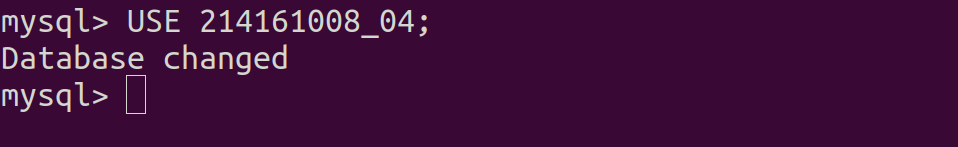 mysql> USE 214161008_04;
Database changed
mysql>